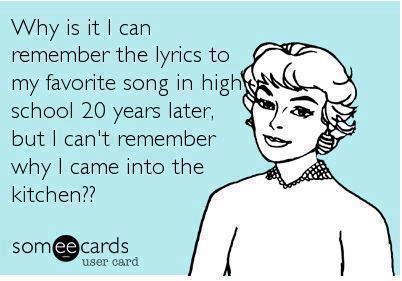 Why is it I can
remember the lyrics to
my favorite song in high
school 20 years later,
but I can't remember
why I came into the
kitchen??
someecards
user card